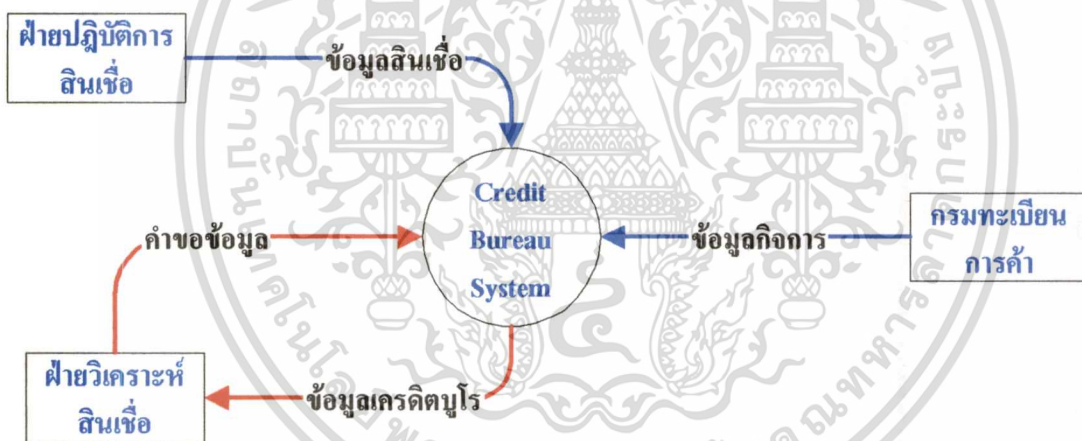 ฝ่ายปฎิบัติการ
สินเชื่อ
ข้อมูลสินเชื่อ
Credit
Bureau
System
คำขอข้อมูล
ข้อมูลกิจการ
กรมทะเบียน
การค้า
ฝ่ายวิเคราะห์
สินเชื่อ
ข้อมูลเครดิตบูโร